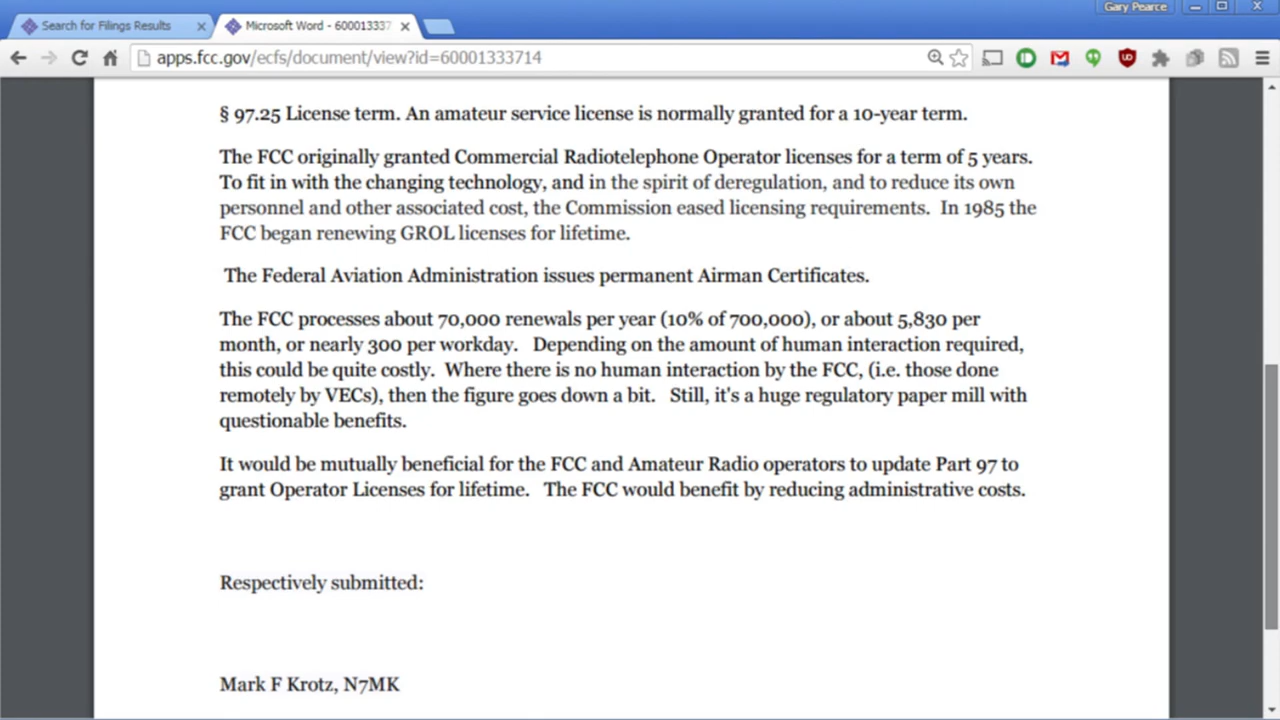 Gary Pearce
Search for Filings Results
Microsoft Word - 600013337
apps.fcc.gov/ecfs/document/view?id=60001333714
§ 97.25 License term. An amateur service license is normally granted for a 10-year term.
The FCC originally granted Commercial Radiotelephone Operator licenses for a term of 5 years.
To fit in with the changing technology, and in the spirit of deregulation, and to reduce its own
personnel and other associated cost, the Commission eased licensing requirements. In 1985 the
FCC began renewing GROL licenses for lifetime.
The Federal Aviation Administration issues permanent Airman Certificates.
The FCC processes about 70,000 renewals per year (10% of 700,000), or about 5,830 per
month, or nearly 300 per workday. Depending on the amount of human interaction required,
this could be quite costly. Where there is no human interaction by the FCC, (i.e. those done
remotely by VECs), then the figure goes down a bit. Still, it's a huge regulatory paper mill with
questionable benefits.
It would be mutually beneficial for the FCC and Amateur Radio operators to update Part 97 to
grant Operator Licenses for lifetime. The FCC would benefit by reducing administrative costs.
Respectively submitted:
Mark F Krotz, N7MK